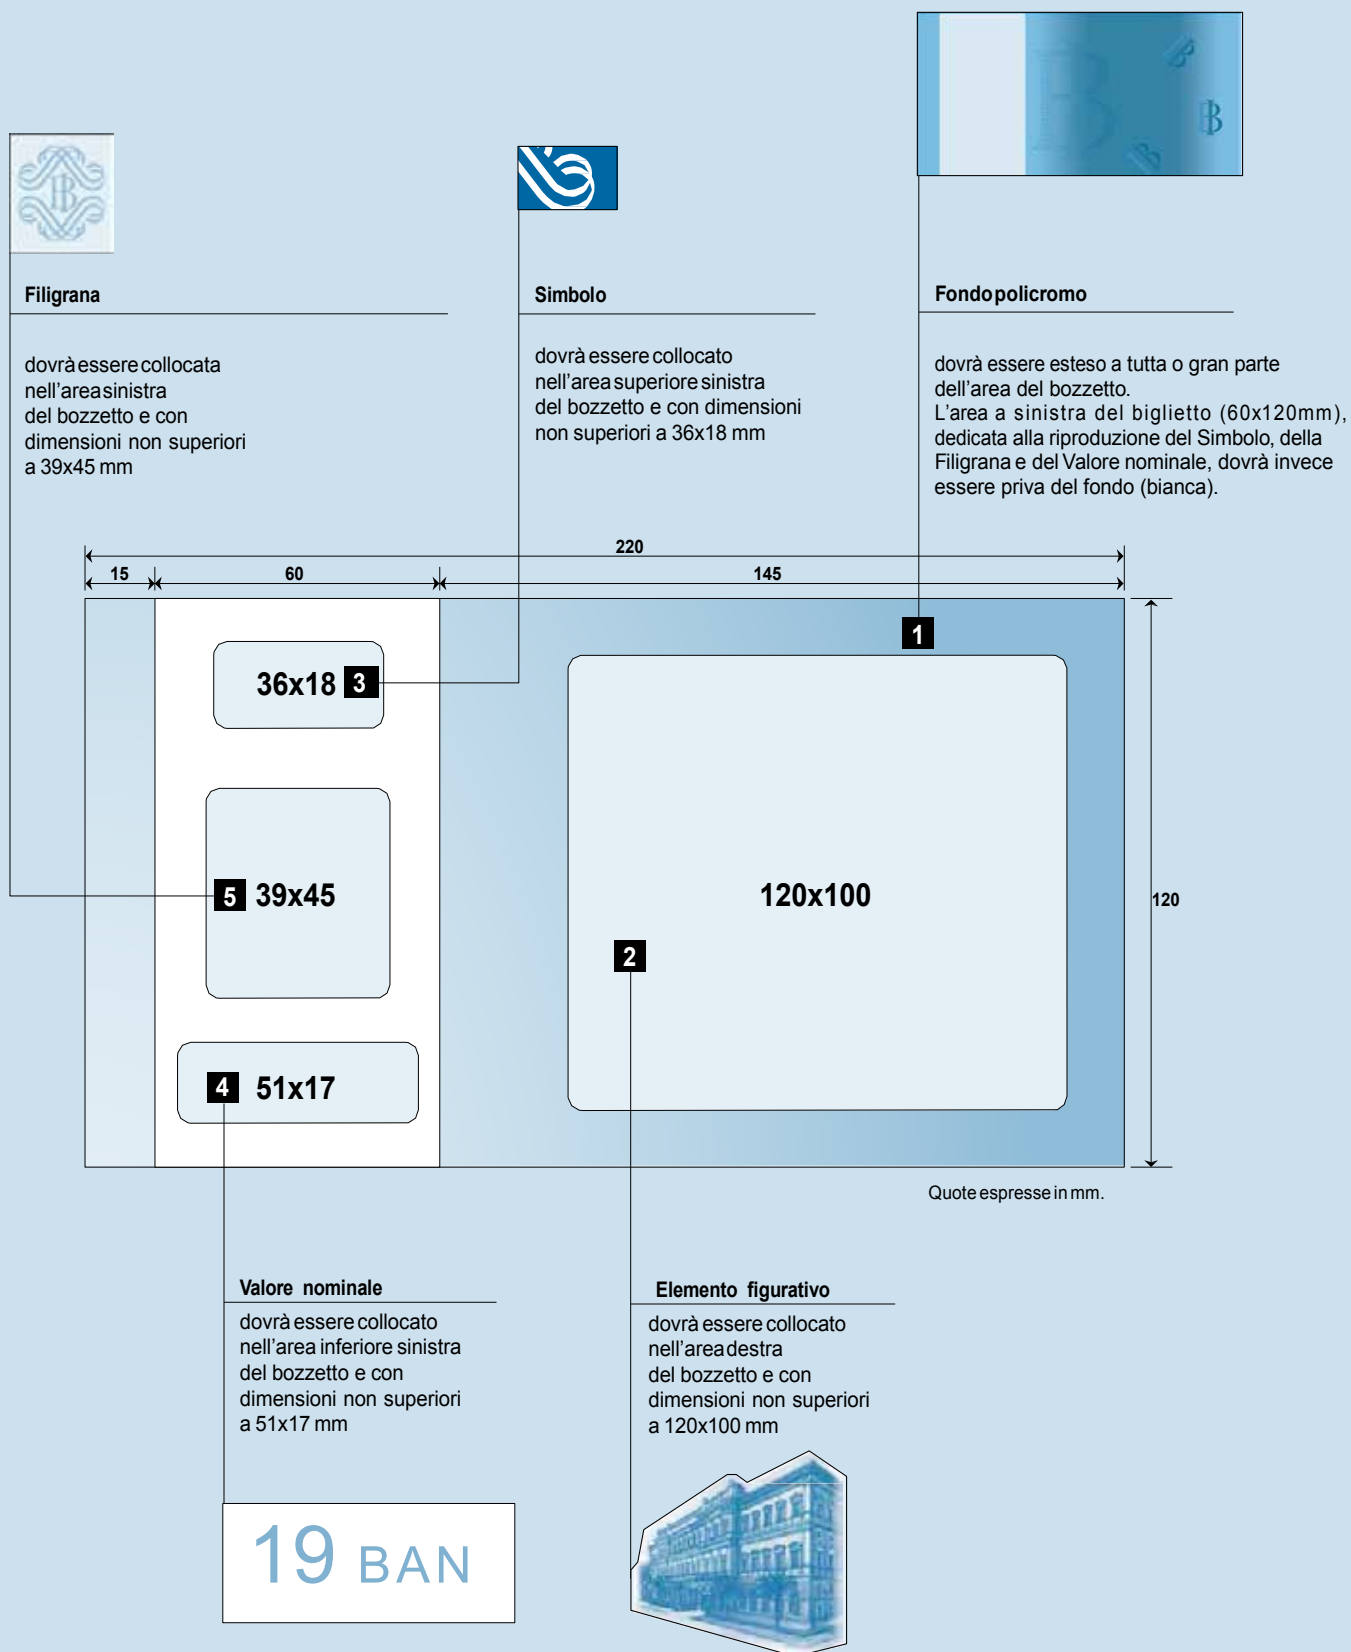 Filigrana
dovrà essere collocata
nell'area sinistra
del bozzetto e con
dimensioni non superiori
a 39x45 mm
Simbolo
dovrà essere collocato
nell'area superiore sinistra
del bozzetto e con dimensioni
non superiori a 36x18 mm
Fondo policromo
dovrà essere esteso a tutta o gran parte
dell'area del bozzetto.
L'area a sinistra del biglietto (60x120mm),
dedicata alla riproduzione del Simbolo, della
Filigrana e del Valore nominale, dovrà invece
essere priva del fondo (bianca).
220
15 60 145
1
36x18 3
5 39x45
120x100
120
2
4 51x17
Quote espresse in mm.
Valore nominale
dovrà essere collocato
nell'area inferiore sinistra
del bozzetto e con
dimensioni non superiori
a 51x17 mm
Elemento figurativo
dovrà essere collocato
nell'area destra
del bozzetto e con
dimensioni non superiori
a 120x100 mm
19 BAN